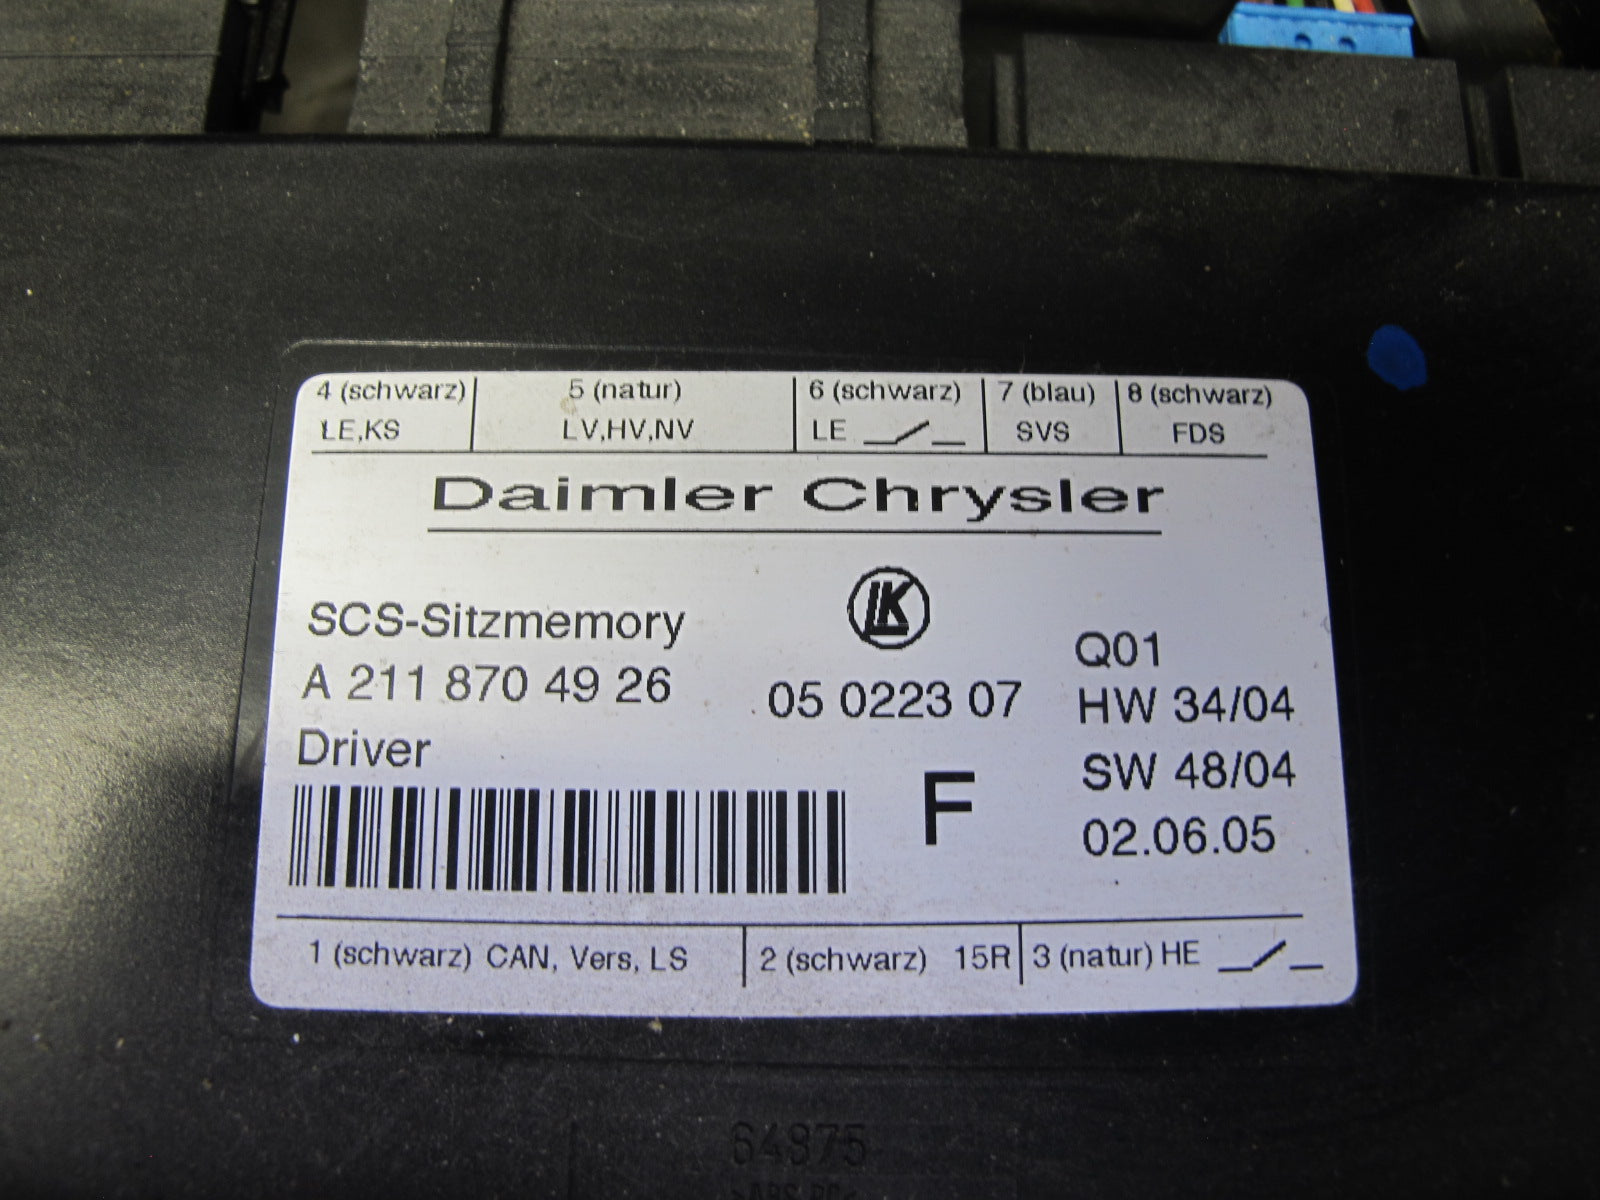 4 (schwarz) 5 (natur) 6 (schwarz) 7 (blau) 8 (schwarz)
LE,KS LV,HV,NV LE SVS FDS
Daimler Chrysler
LK
SCS-Sitzmemory
Q01
A 211 870 49 26
05 0223 07
HW 34/04
Driver
SW 48/04
F
02.06.05
1 (schwarz) CAN, Vers, LS 2 (schwarz) 15R 3 (natur) HE
64875